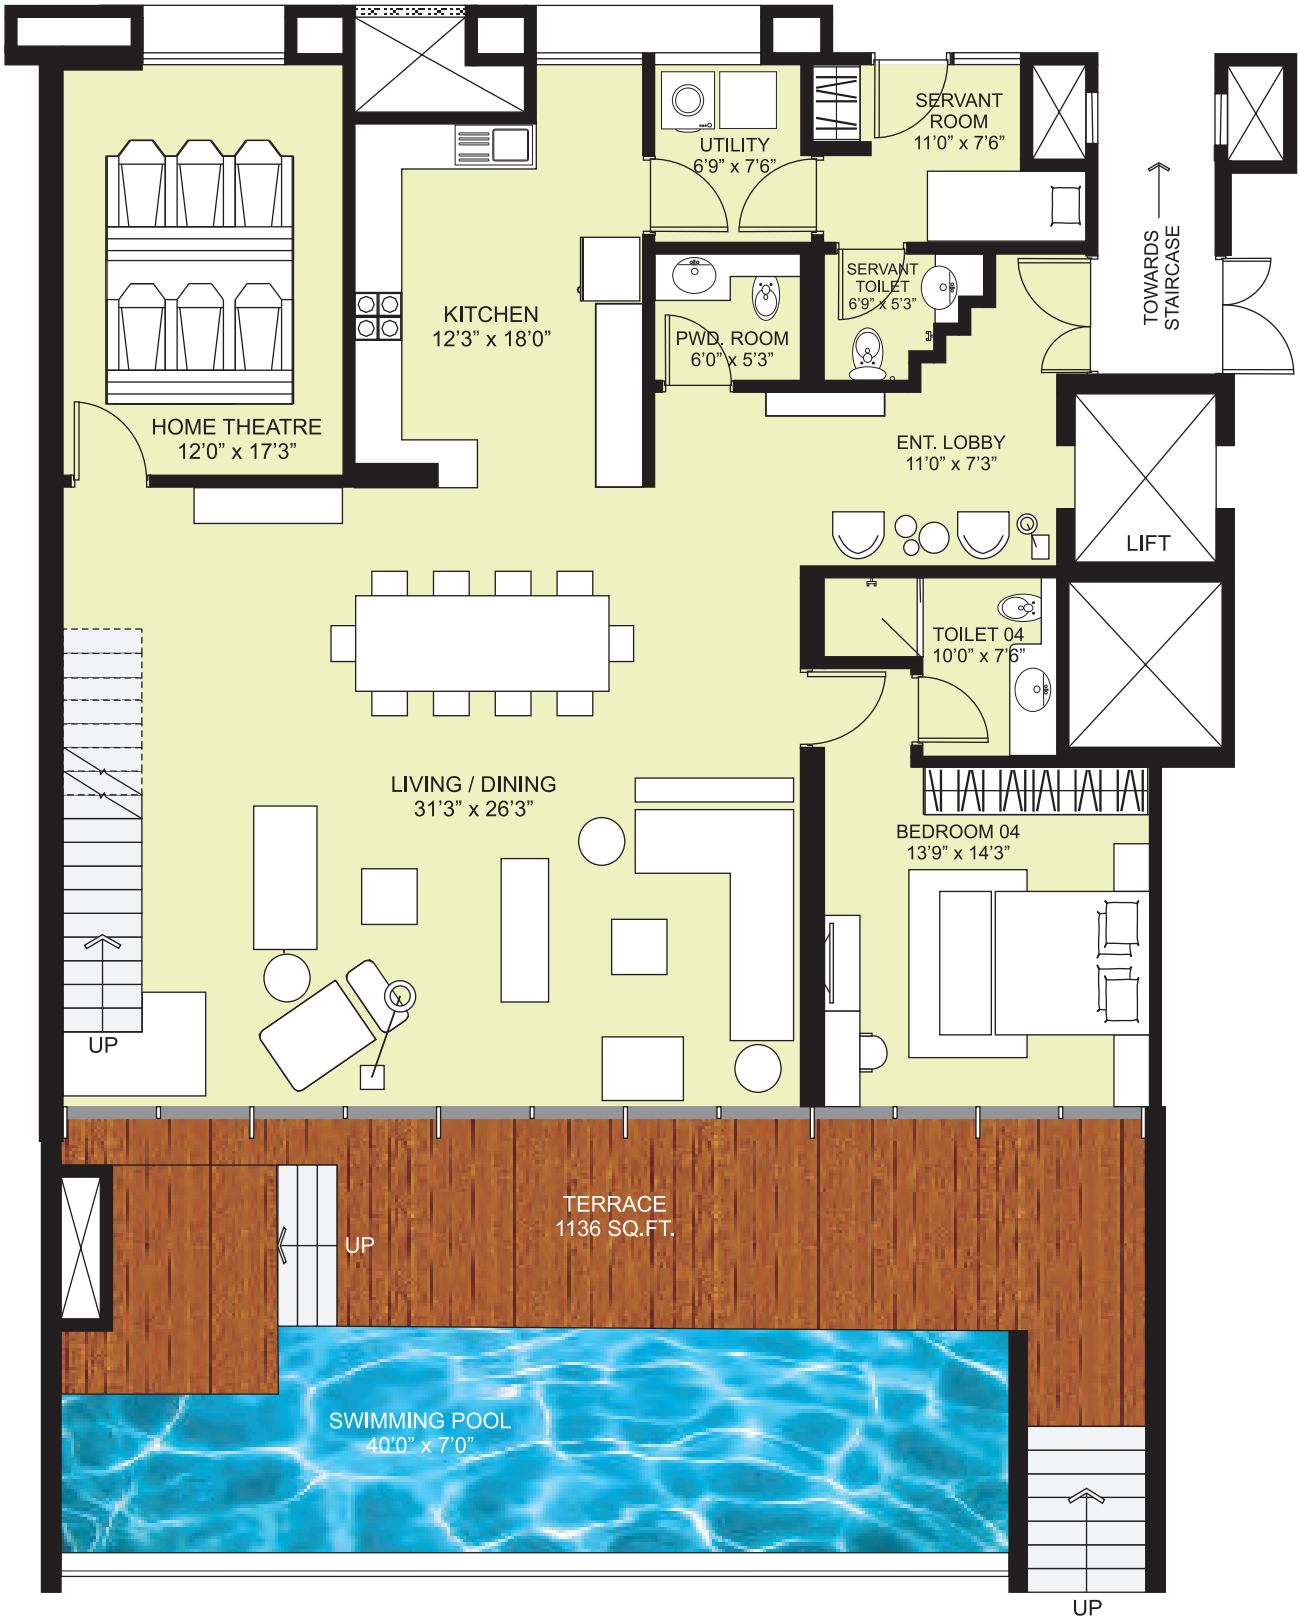 SERVANT
ROOM
11'0" x 7'6"
UTILITY
6'9" x 7'6"
TOWARDS
STAIRCASE
SERVANT
TOILET
6'9" x 5'3"
KITCHEN
12'3" x 18'0"
PWD. ROOM
6'0" x 5'3"
HOME THEATRE
12'0" x 17'3"
ENT. LOBBY
11'0" x 7'3"
LIFT
TOILET 04
10'0" x 7'6"
LIVING / DINING
31'3" x 26'3"
BEDROOM 04
13'9" x 14'3"
UP
TERRACE
1136 SQ.FT.
UP
SWIMMING POOL
40'0" x 7'0"
UP